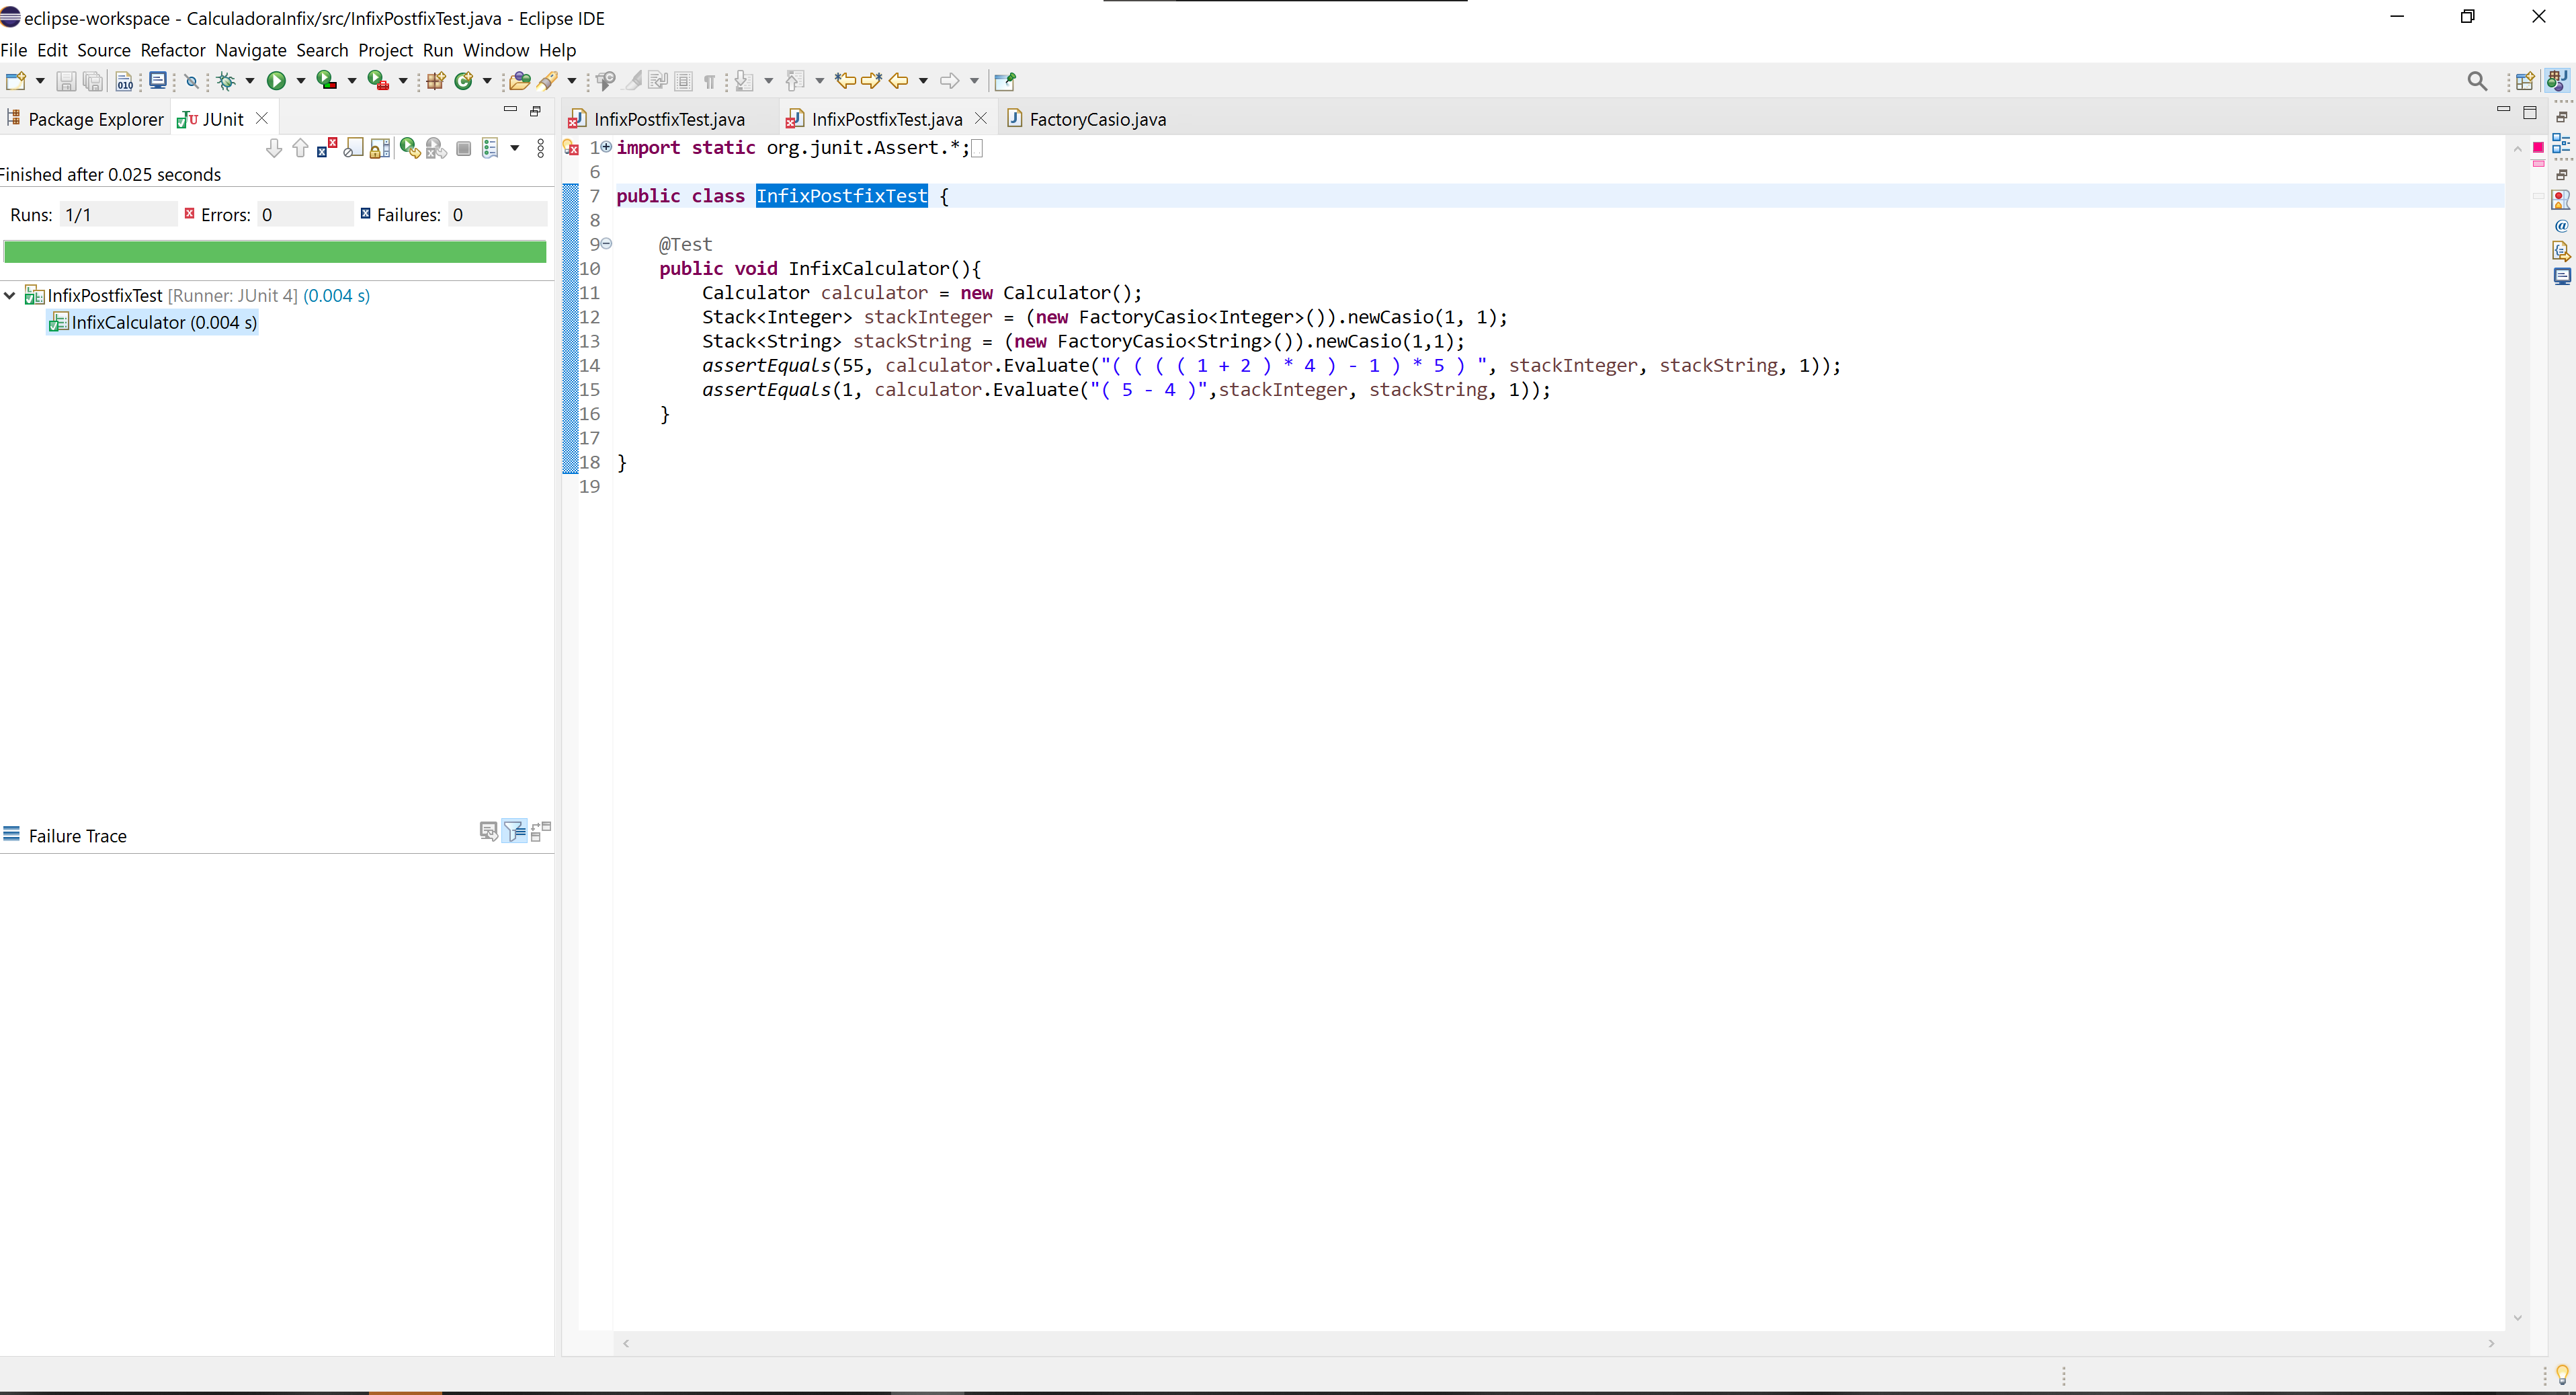 eclipse-workspace - CalculadoraInfix/src/InfixPostfixTest.java - Eclipse IDE
File Edit Source Refactor Navigate Search Project Run Window Help
Package Explorer JUnit
Finished after 0.025 seconds
Runs: 1/1 Errors: 0 Failures: 0
InfixPostfixTest [Runner: JUnit 4] (0.004 s)
InfixCalculator (0.004 s)
Failure Trace
InfixPostfixTest.java InfixPostfixTest.java FactoryCasio.java
1 import static org.junit.Assert.*;
6
7 public class InfixPostfixTest {
8
9 @Test
10 public void InfixCalculator(){
11 Calculator calculator = new Calculator();
12 Stack<Integer> stackInteger = (new FactoryCasio<Integer>()).newCasio(1, 1);
13 Stack<String> stackString = (new FactoryCasio<String>()).newCasio(1,1);
14 assertEquals(55, calculator.Evaluate("( ( ( ( 1 + 2 ) * 4 ) - 1 ) * 5 ) ", stackInteger, stackString, 1));
15 assertEquals(1, calculator.Evaluate("( 5 - 4 )",stackInteger, stackString, 1));
16 }
17
18 }
19